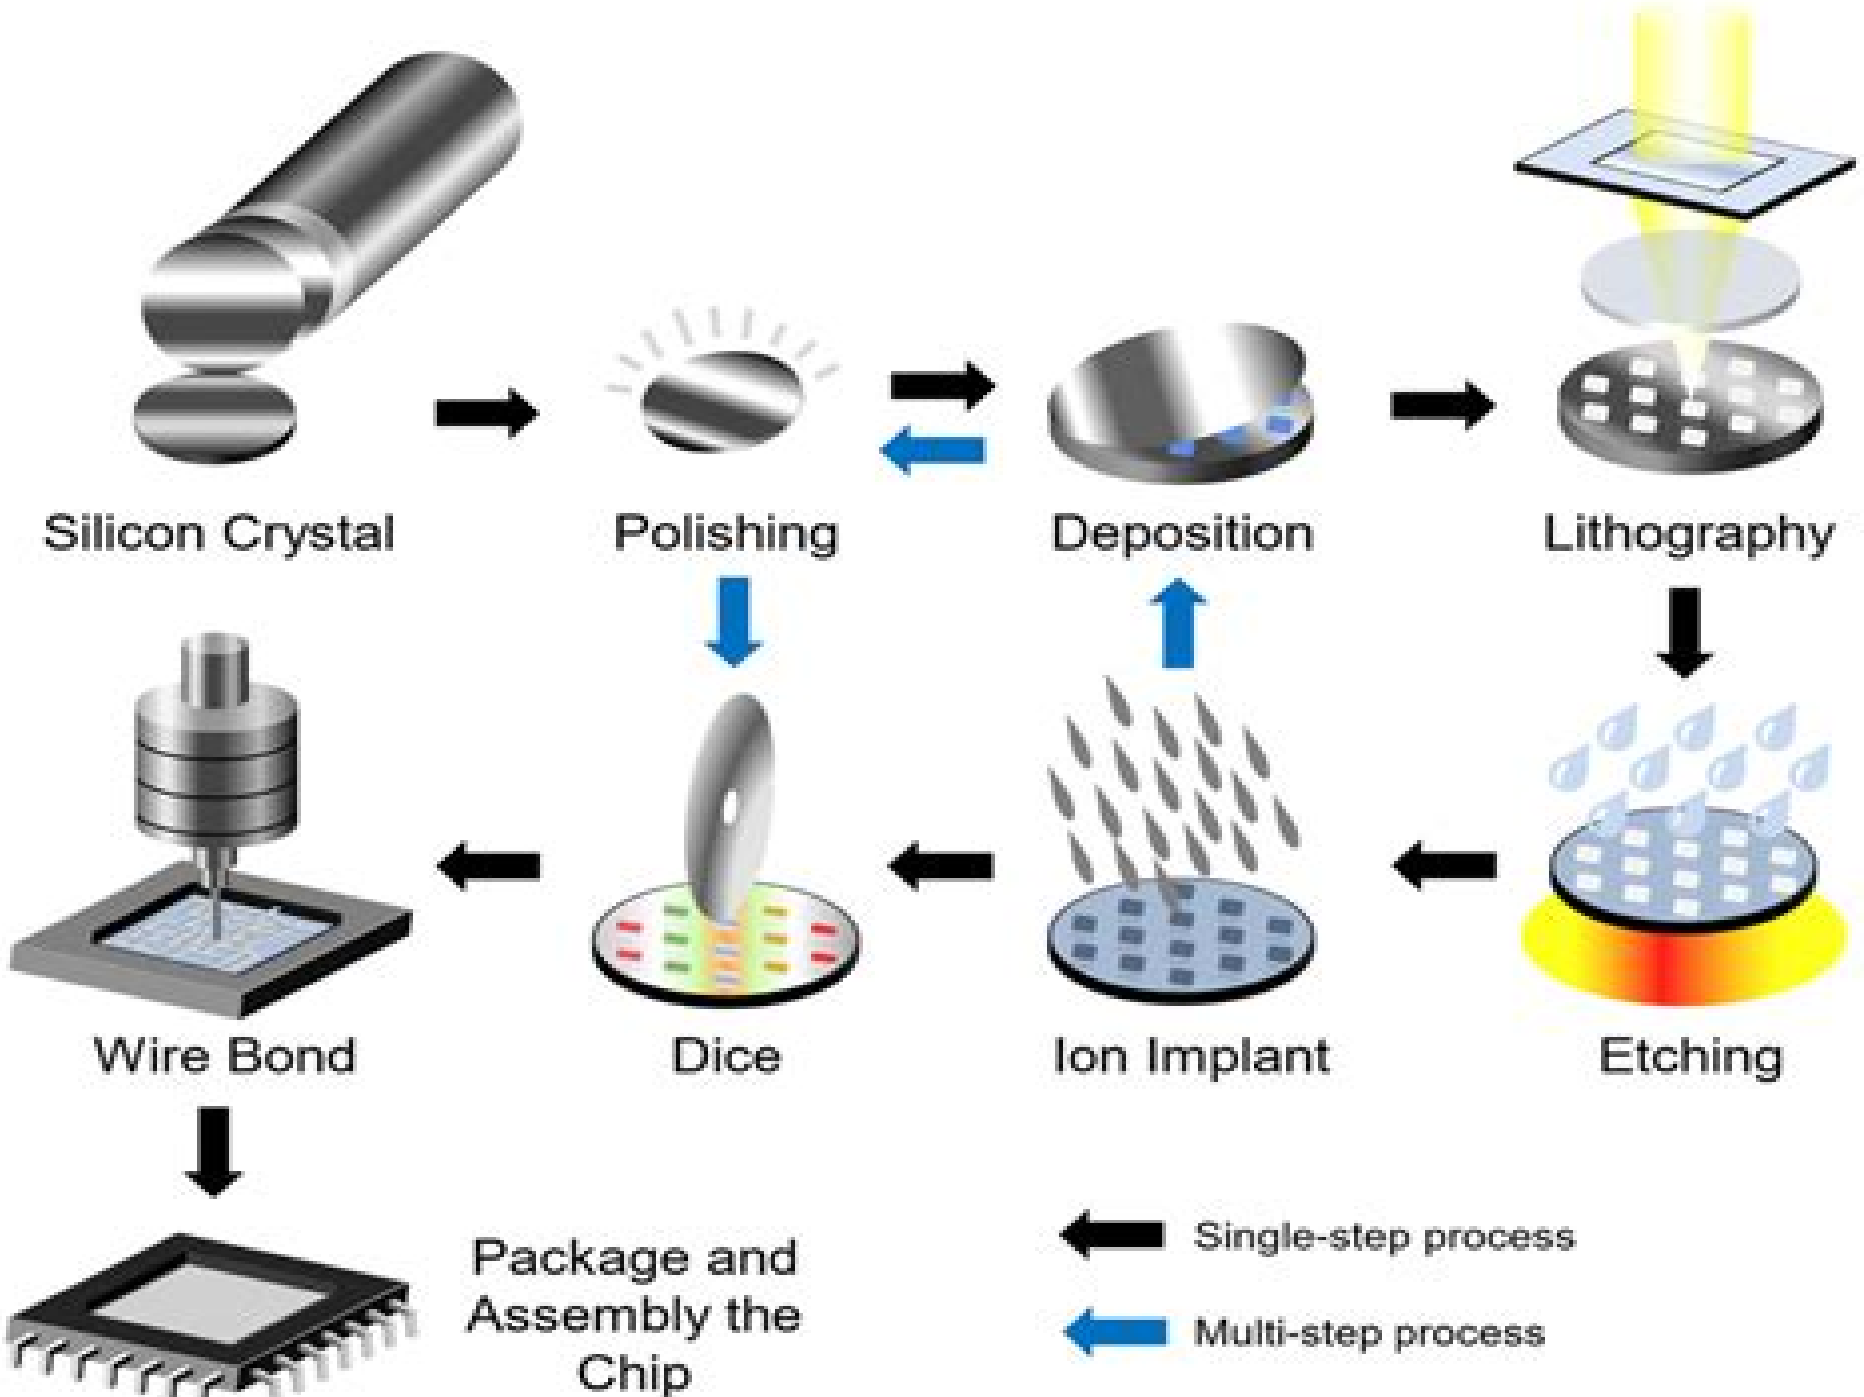 Silicon Crystal
Polishing
Deposition
Lithography
Wire Bond
Dice
Ion Implant
Etching
Package and
Assembly the
Chip
Single-step process
Multi-step process